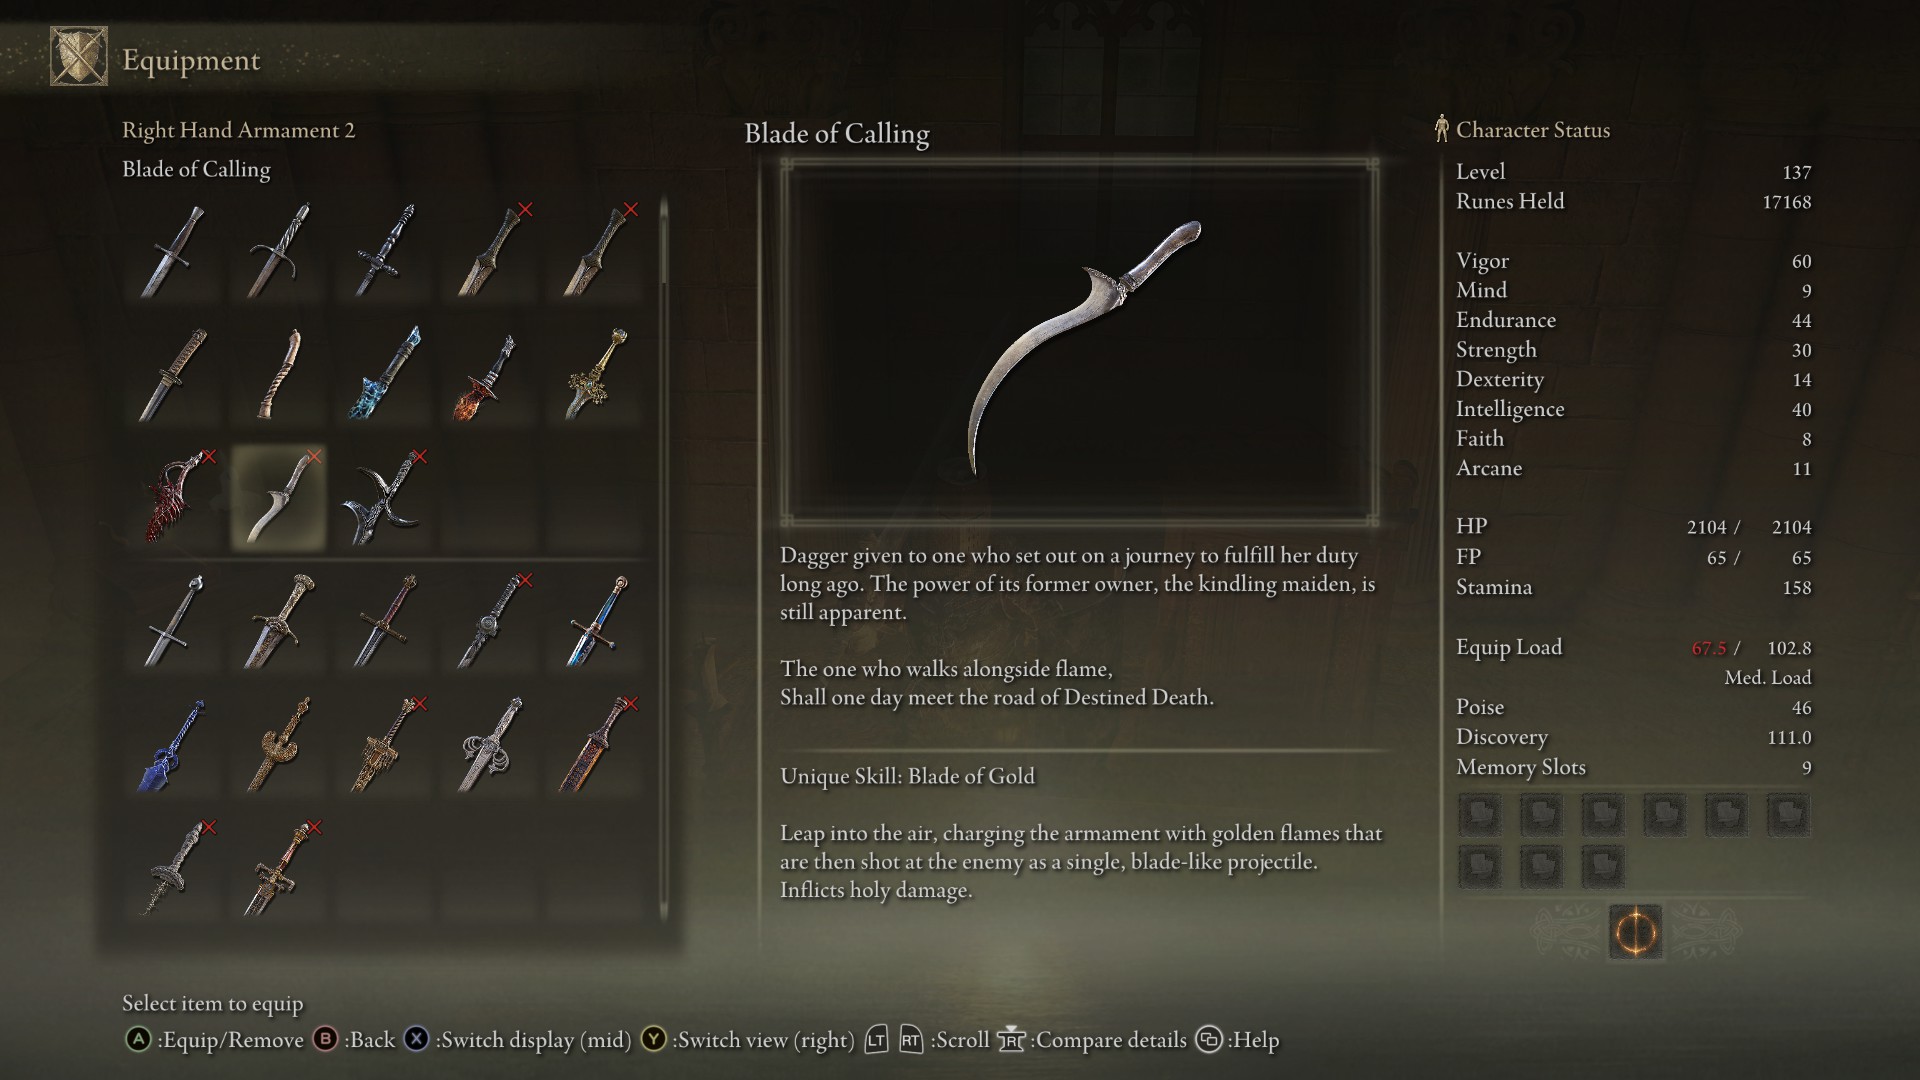 Equipment
Right Hand Armament 2
Blade of Calling
Blade of Calling
Dagger given to one who set out on a journey to fulfill her duty
long ago. The power of its former owner, the kindling maiden, is
still apparent.
The one who walks alongside flame,
Shall one day meet the road of Destined Death.
Unique Skill: Blade of Gold
Leap into the air, charging the armament with golden flames that
are then shot at the enemy as a single, blade-like projectile.
Inflicts holy damage.
Character Status
Level 137
Runes Held 17168
Vigor 60
Mind 9
Endurance 44
Strength 30
Dexterity 14
Intelligence 40
Faith 8
Arcane 11
HP 2104 / 2104
FP 65 / 65
Stamina 158
Equip Load 67.5 / 102.8
Med. Load
Poise 46
Discovery 111.0
Memory Slots 9
Select item to equip
A :Equip/Remove B :Back X :Switch display (mid) Y :Switch view (right) LT RT :Scroll R :Compare details :Help